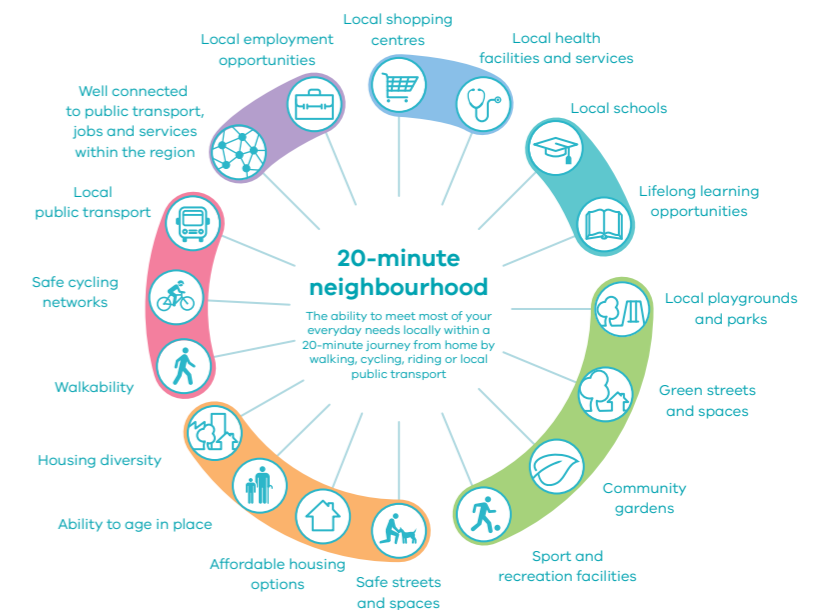 Local shopping
centres
Local health
facilities and services
Local schools
Lifelong learning
opportunities
Local playgrounds
and parks
Green streets
and spaces
Community
gardens
Sport and
recreation facilities
Safe streets
and spaces
Affordable housing
options
Ability to age in place
Housing diversity
Walkability
Safe cycling
networks
Local
public transport
Well connected
to public transport,
jobs and services
within the region
Local employment
opportunities
20-minute
neighbourhood
The ability to meet most of your
everyday needs locally within a
20-minute journey from home by
walking, cycling, riding or local
public transport